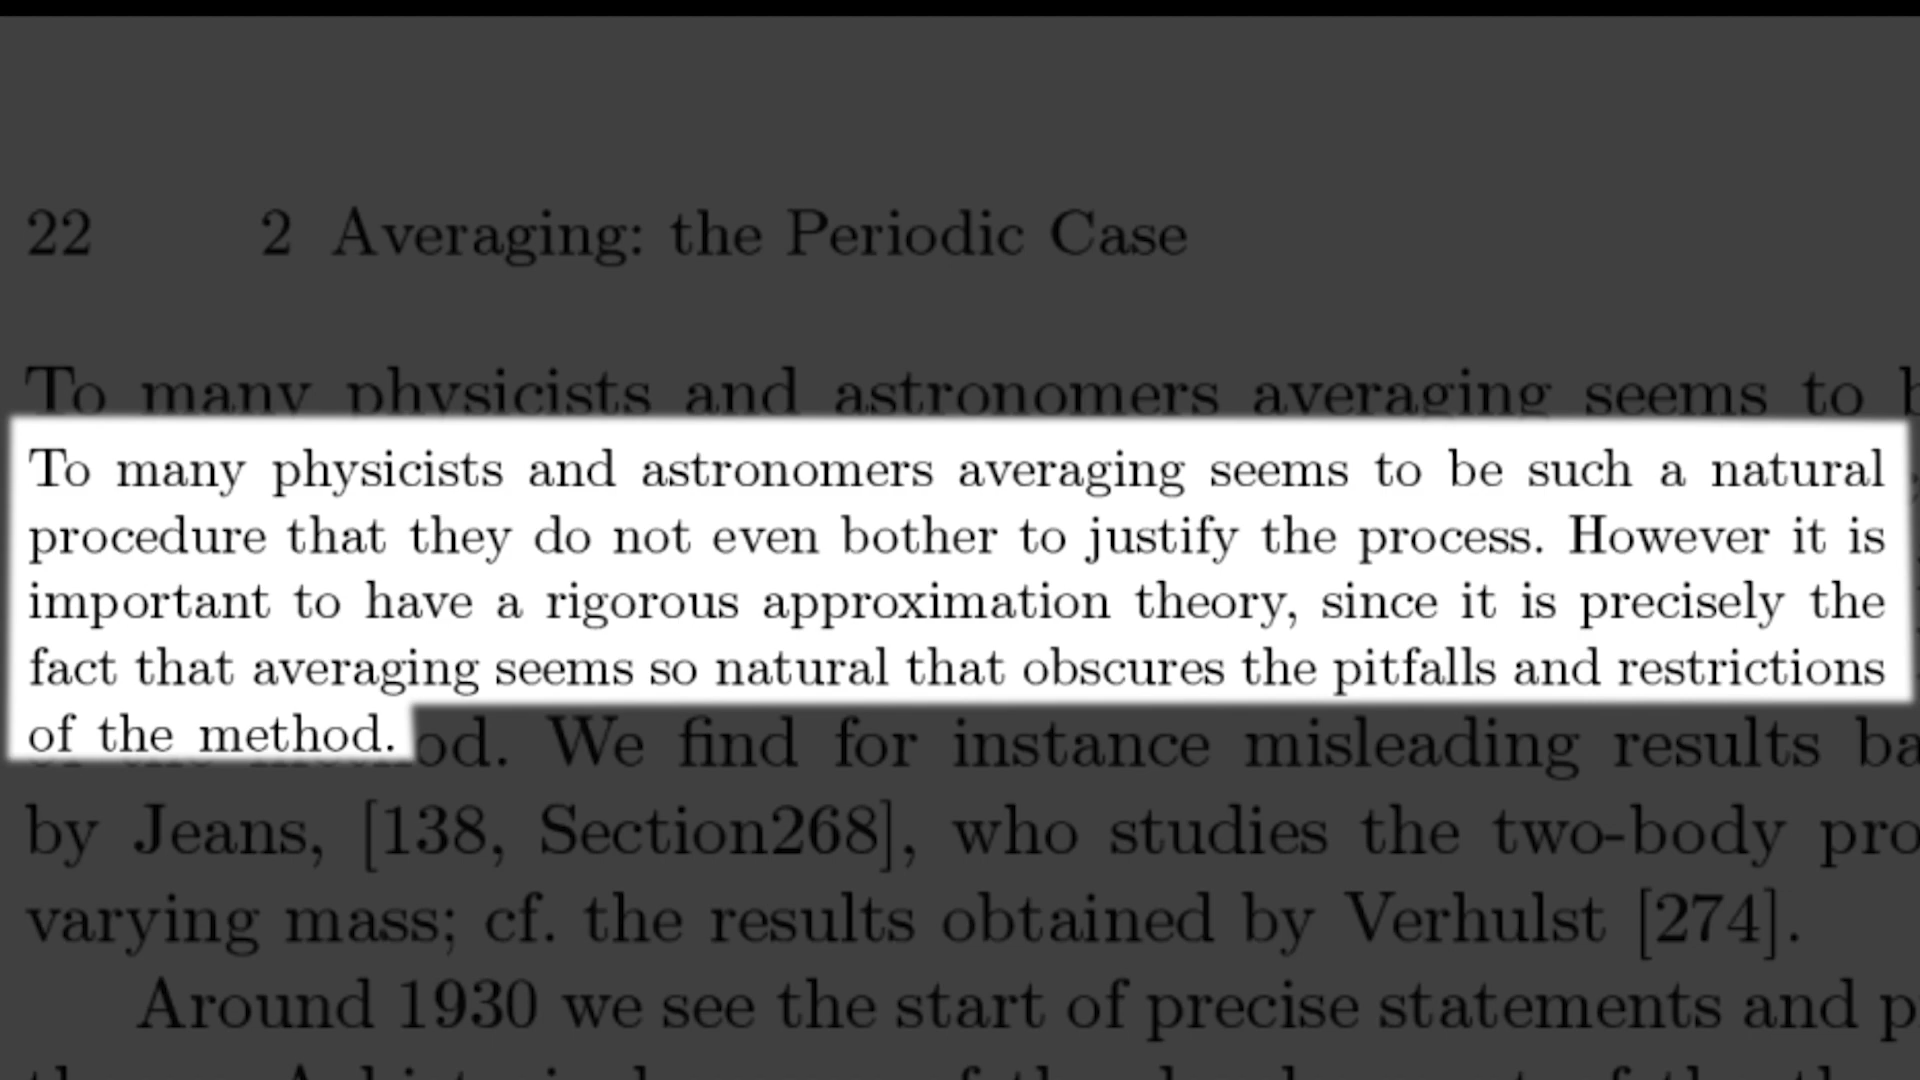 22 2 Averaging: the Periodic Case
To many physicists and astronomers averaging seems to
To many physicists and astronomers averaging seems to be such a natural
procedure that they do not even bother to justify the process. However it is
important to have a rigorous approximation theory, since it is precisely the
fact that averaging seems so natural that obscures the pitfalls and restrictions
of the method.
od. We find for instance misleading results ba
by Jeans, [138, Section268], who studies the two-body pro
varying mass; cf. the results obtained by Verhulst [274].
Around 1930 we see the start of precise statements and p